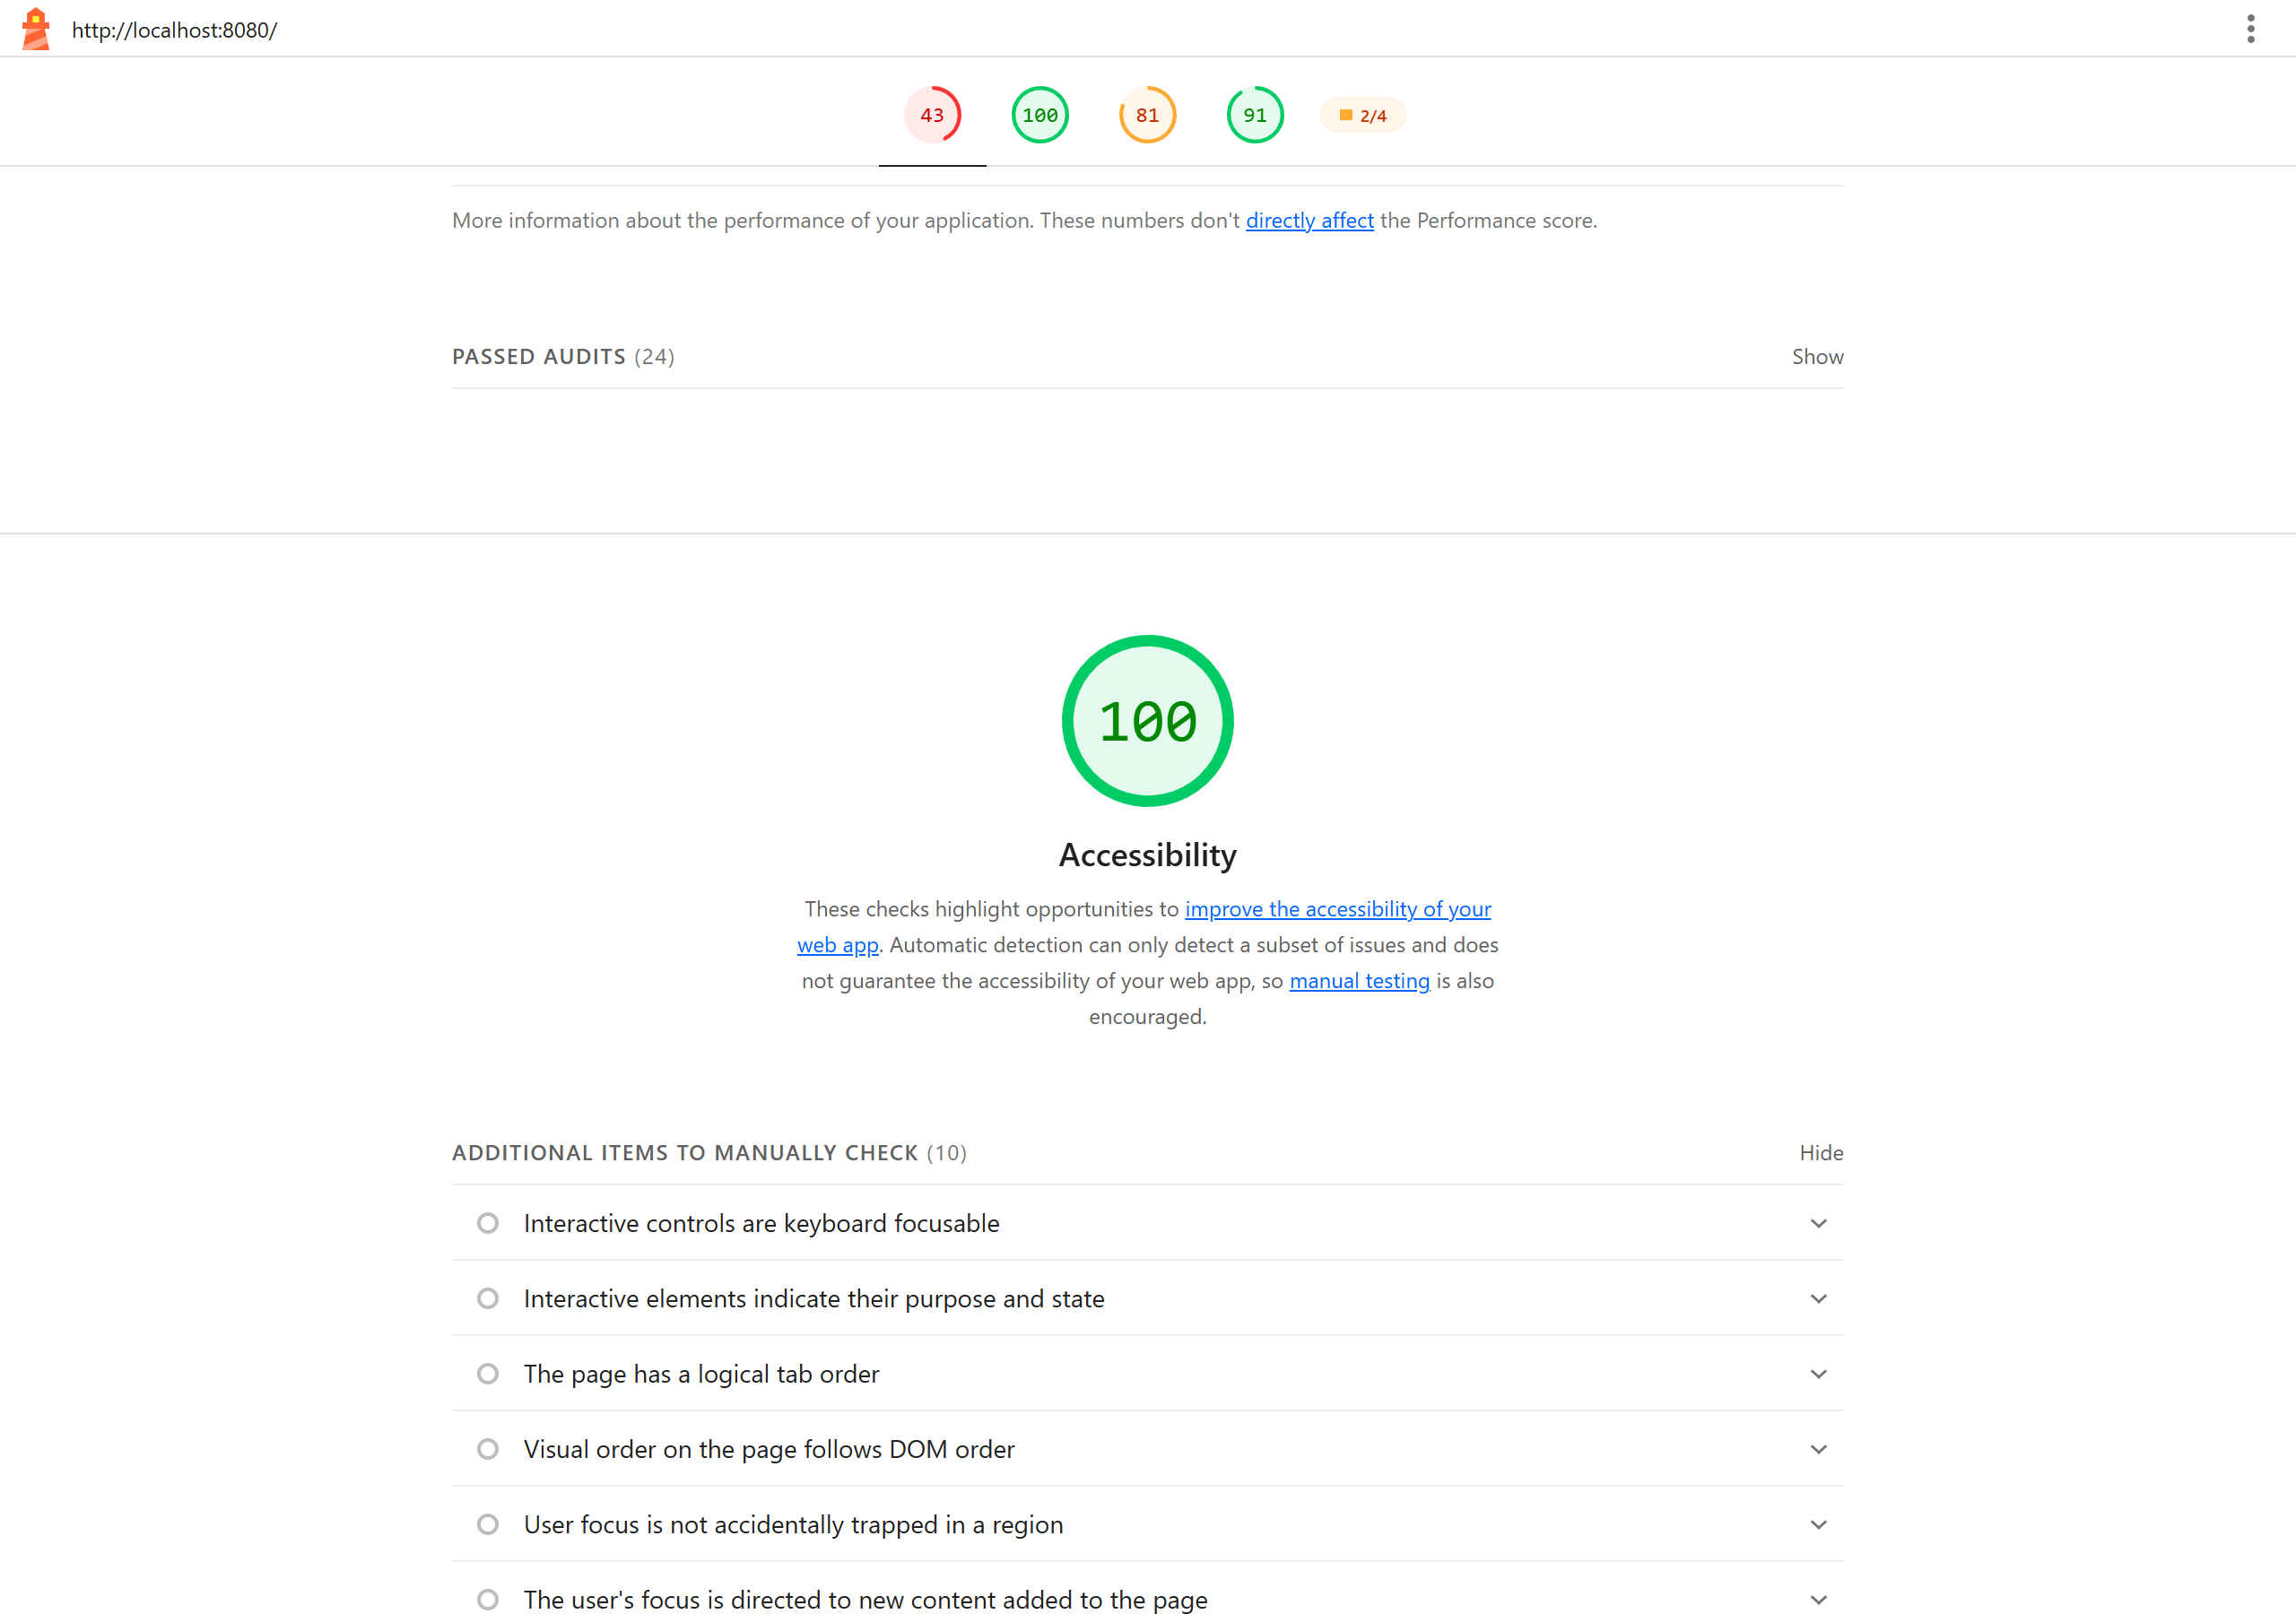 http://localhost:8080/
43
100
81
91
2/4
More information about the performance of your application. These numbers don't directly affect the Performance score.
PASSED AUDITS (24)
Show
100
Accessibility
These checks highlight opportunities to improve the accessibility of your
web app. Automatic detection can only detect a subset of issues and does
not guarantee the accessibility of your web app, so manual testing is also
encouraged.
ADDITIONAL ITEMS TO MANUALLY CHECK (10)
Hide
Interactive controls are keyboard focusable
Interactive elements indicate their purpose and state
The page has a logical tab order
Visual order on the page follows DOM order
User focus is not accidentally trapped in a region
The user's focus is directed to new content added to the page